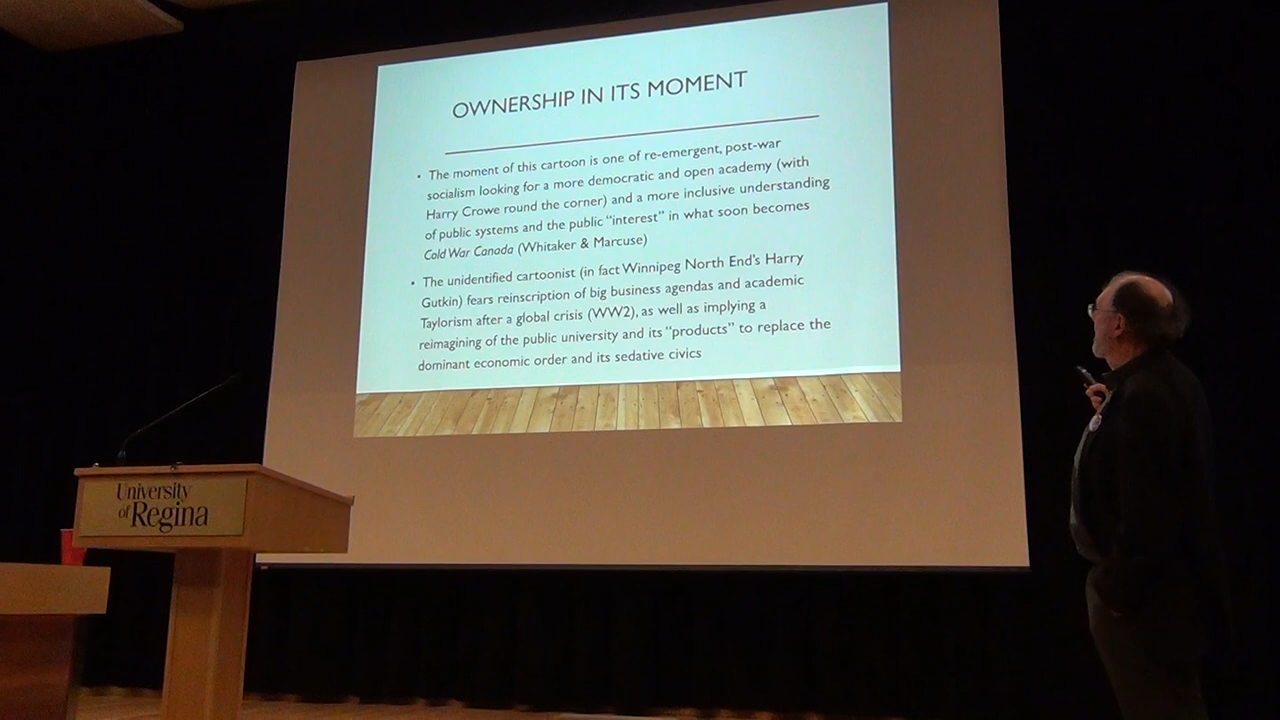 OWNERSHIP IN ITS MOMENT
• The moment of this cartoon is one of re-emergent, post-war
socialism looking for a more democratic and open academy (with
Harry Crowe round the corner) and a more inclusive understanding
of public systems and the public "interest" in what soon becomes
Cold War Canada (Whitaker & Marcuse)
• The unidentified cartoonist (in fact Winnipeg North End's Harry
Gutkin) fears reinscription of big business agendas and academic
Taylorism after a global crisis (WW2), as well as implying a
reimagining of the public university and its "products" to replace the
dominant economic order and its sedative civics
University
of Regina